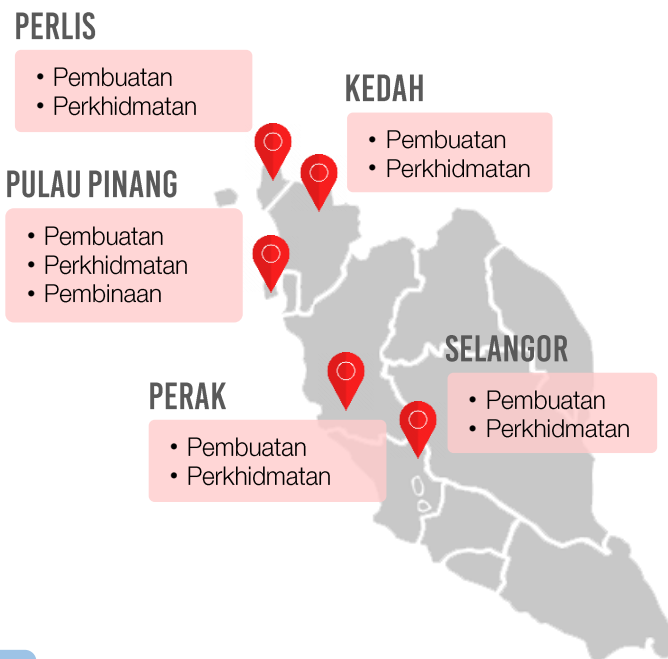 PERLIS
• Pembuatan
• Perkhidmatan
KEDAH
• Pembuatan
• Perkhidmatan
PULAU PINANG
• Pembuatan
• Perkhidmatan
• Pembinaan
SELANGOR
• Pembuatan
• Perkhidmatan
PERAK
• Pembuatan
• Perkhidmatan